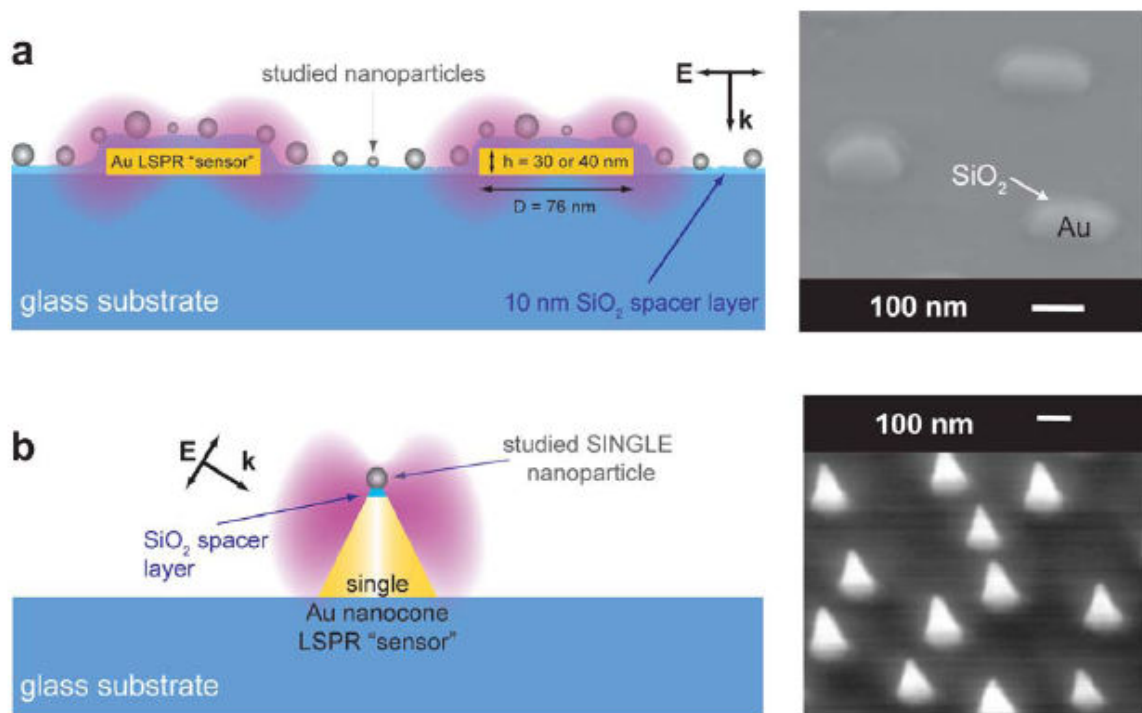 a
studied nanoparticles
E
k
Au LSPR “sensor”
h = 30 or 40 nm
D = 76 nm
glass substrate
10 nm SiO₂ spacer layer
SiO₂
Au
100 nm
b
E
k
studied SINGLE
nanoparticle
SiO₂ spacer
layer
single
Au nanocone
LSPR “sensor”
glass substrate
100 nm